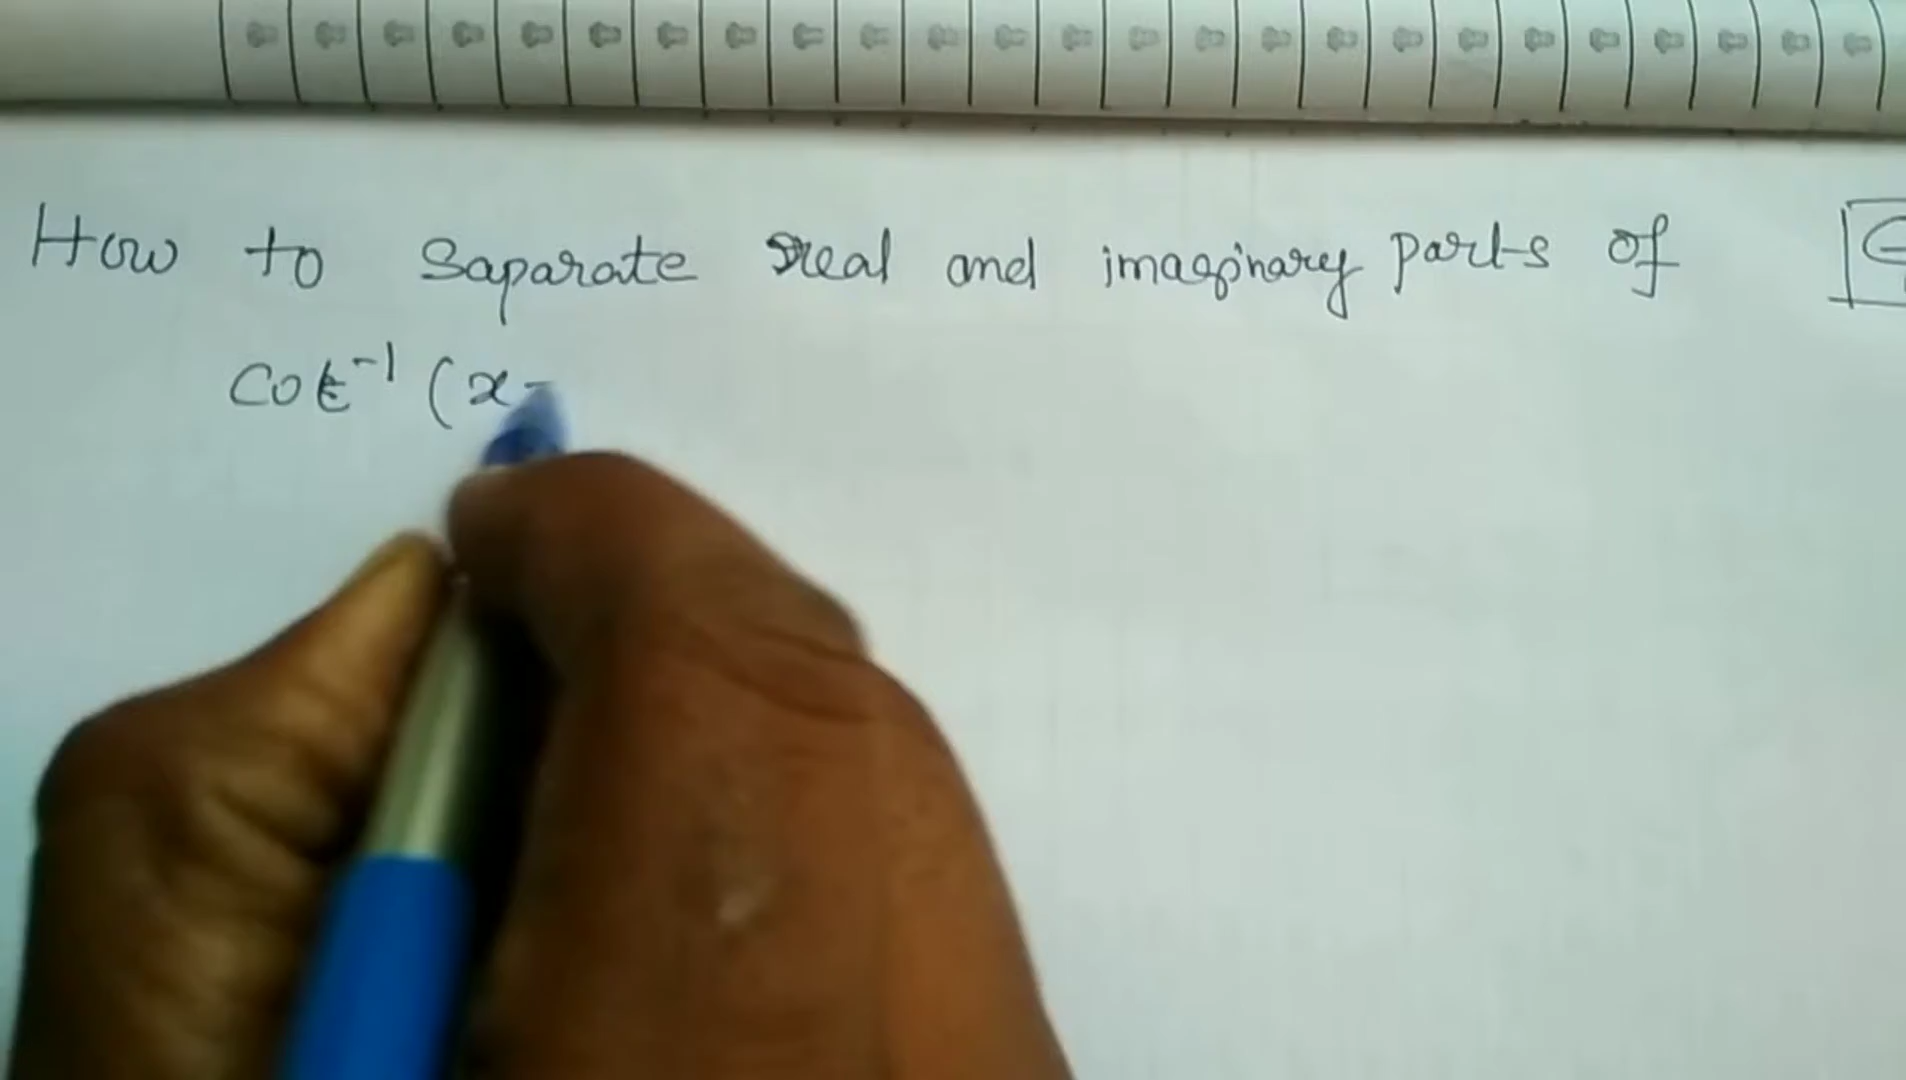 How to Saparate real and imaginary parts of
Cot⁻¹ (x